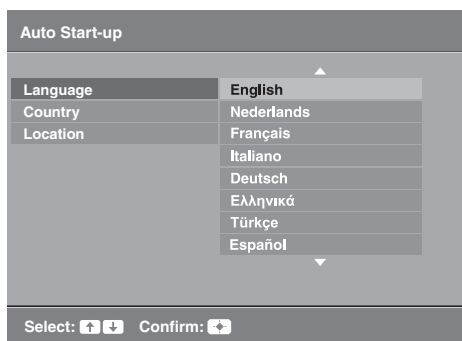 Auto Start-up
Language
Country
Location
English
Nederlands
Français
Italiano
Deutsch
Ελληνικά
Türkçe
Español
Select: ↑ ↓ Confirm: